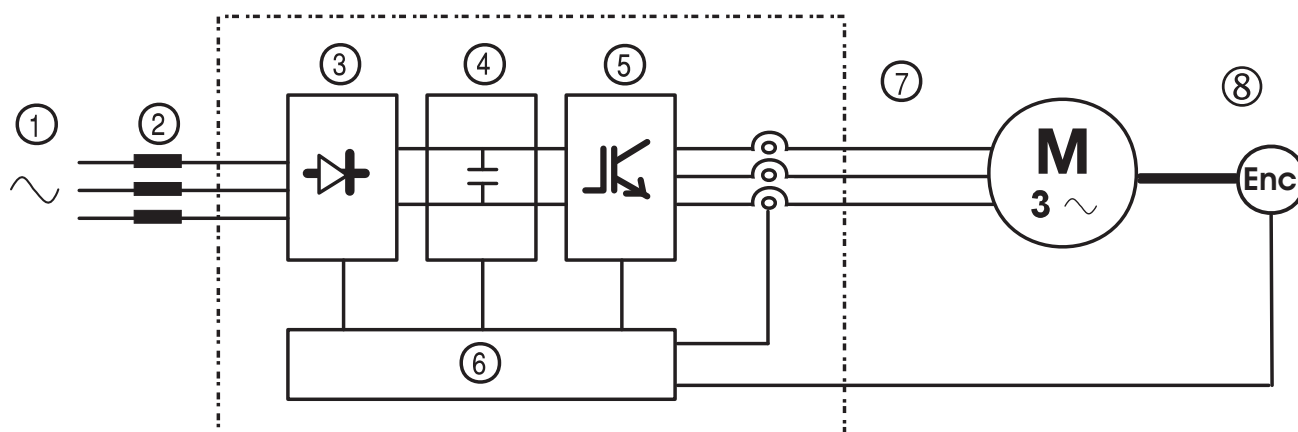 ③ ④ ⑤
⑦ ⑧
① ②
M
3 ~
Enc
⑥